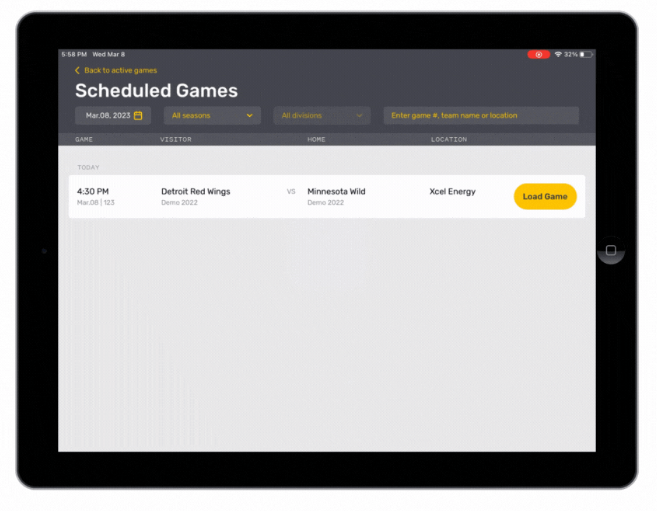 5:58 PM Wed Mar 8 32%
Back to active games
Scheduled Games
Mar.08, 2023 All seasons All divisions Enter game #, team name or location
GAME VISITOR HOME LOCATION
TODAY
4:30 PM Detroit Red Wings VS Minnesota Wild Xcel Energy Load Game
Mar.08 | 123 Demo 2022 Demo 2022